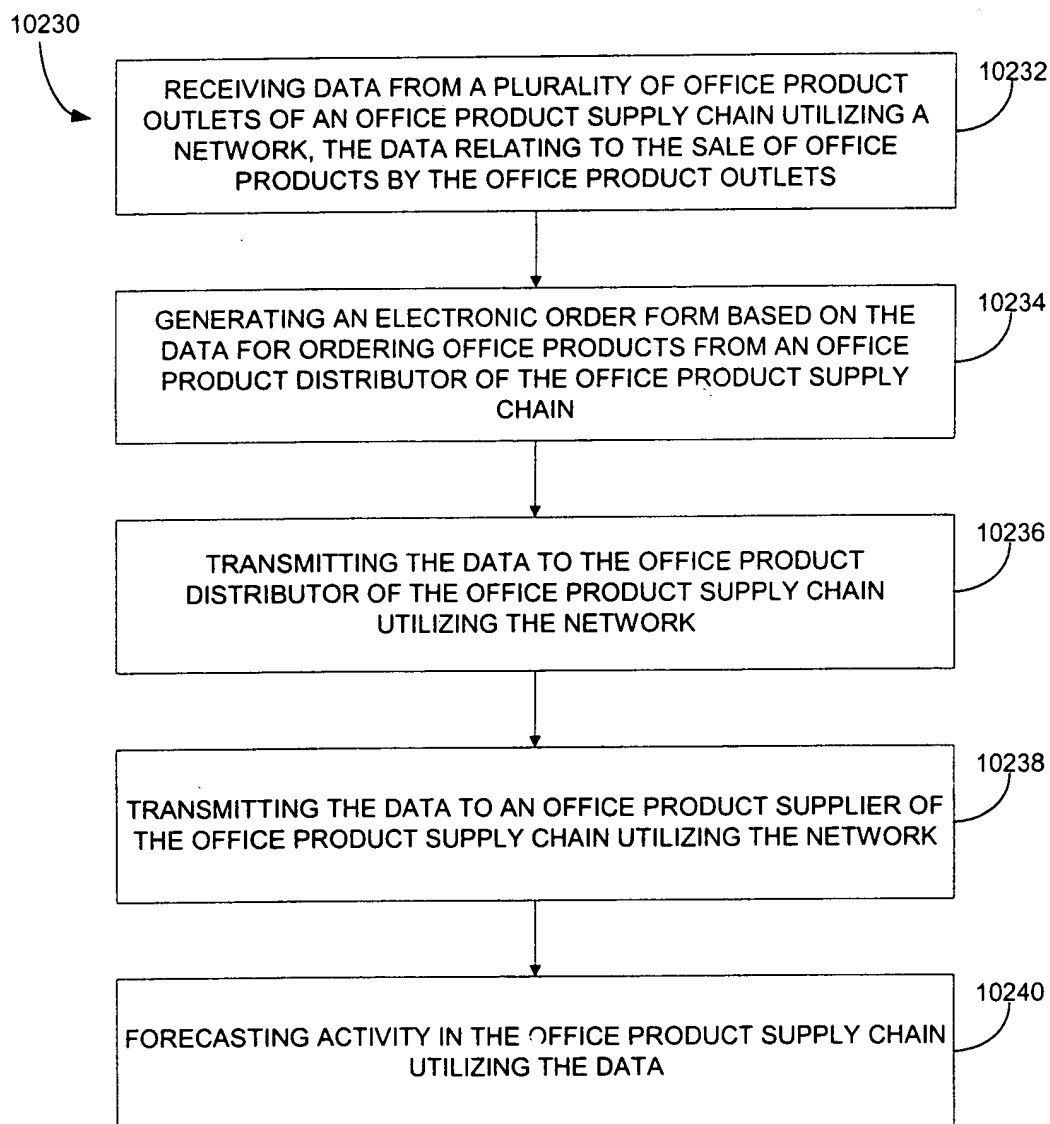 10230
RECEIVING DATA FROM A PLURALITY OF OFFICE PRODUCT
OUTLETS OF AN OFFICE PRODUCT SUPPLY CHAIN UTILIZING A
NETWORK, THE DATA RELATING TO THE SALE OF OFFICE
PRODUCTS BY THE OFFICE PRODUCT OUTLETS
10232
GENERATING AN ELECTRONIC ORDER FORM BASED ON THE
DATA FOR ORDERING OFFICE PRODUCTS FROM AN OFFICE
PRODUCT DISTRIBUTOR OF THE OFFICE PRODUCT SUPPLY
CHAIN
10234
TRANSMITTING THE DATA TO THE OFFICE PRODUCT
DISTRIBUTOR OF THE OFFICE PRODUCT SUPPLY CHAIN
UTILIZING THE NETWORK
10236
TRANSMITTING THE DATA TO AN OFFICE PRODUCT SUPPLIER OF
THE OFFICE PRODUCT SUPPLY CHAIN UTILIZING THE NETWORK
10238
FORECASTING ACTIVITY IN THE OFFICE PRODUCT SUPPLY CHAIN
UTILIZING THE DATA
10240